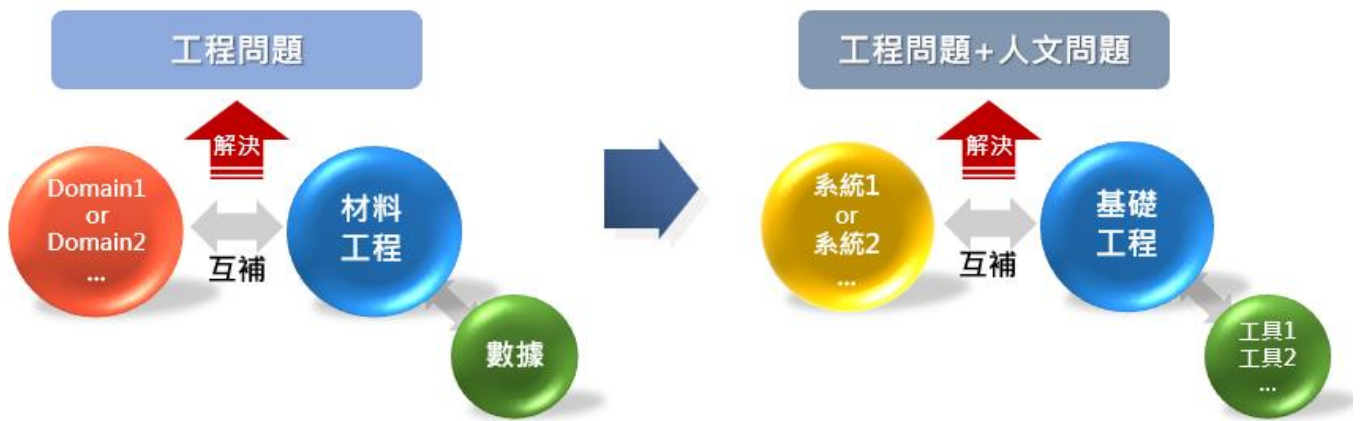 工程問題
解決
Domain1
or
Domain2
...
互補
材料
工程
數據
工程問題+人文問題
解決
系統1
or
系統2
...
互補
基礎
工程
工具1
工具2
...